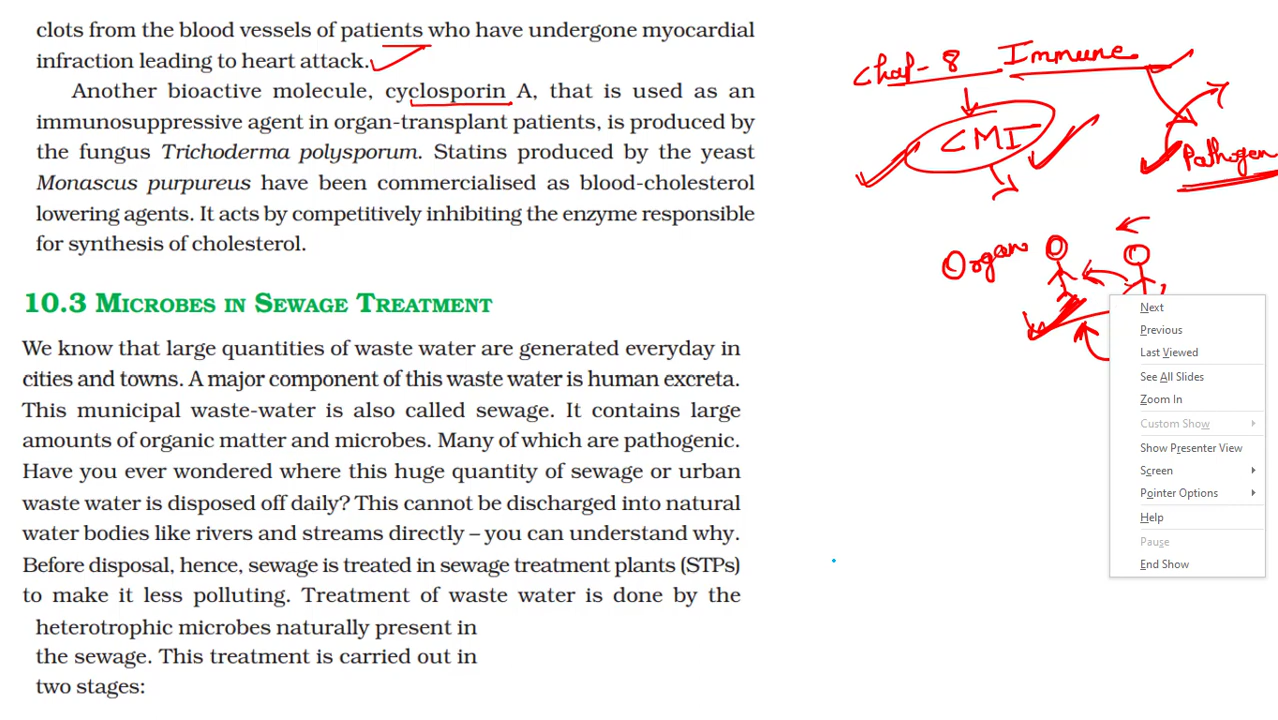 clots from the blood vessels of patients who have undergone myocardial
infraction leading to heart attack.
Another bioactive molecule, cyclosporin A, that is used as an
immunosuppressive agent in organ-transplant patients, is produced by
the fungus Trichoderma polysporum. Statins produced by the yeast
Monascus purpureus have been commercialised as blood-cholesterol
lowering agents. It acts by competitively inhibiting the enzyme responsible
for synthesis of cholesterol.
10.3 MICROBES IN SEWAGE TREATMENT
We know that large quantities of waste water are generated everyday in
cities and towns. A major component of this waste water is human excreta.
This municipal waste-water is also called sewage. It contains large
amounts of organic matter and microbes. Many of which are pathogenic.
Have you ever wondered where this huge quantity of sewage or urban
waste water is disposed off daily? This cannot be discharged into natural
water bodies like rivers and streams directly – you can understand why.
Before disposal, hence, sewage is treated in sewage treatment plants (STPs)
to make it less polluting. Treatment of waste water is done by the
heterotrophic microbes naturally present in
the sewage. This treatment is carried out in
two stages:
Chap-8 Immune
CMI
Pathogen
Organ
Next
Previous
Last Viewed
See All Slides
Zoom In
Custom Show
Show Presenter View
Screen
Pointer Options
Help
Pause
End Show